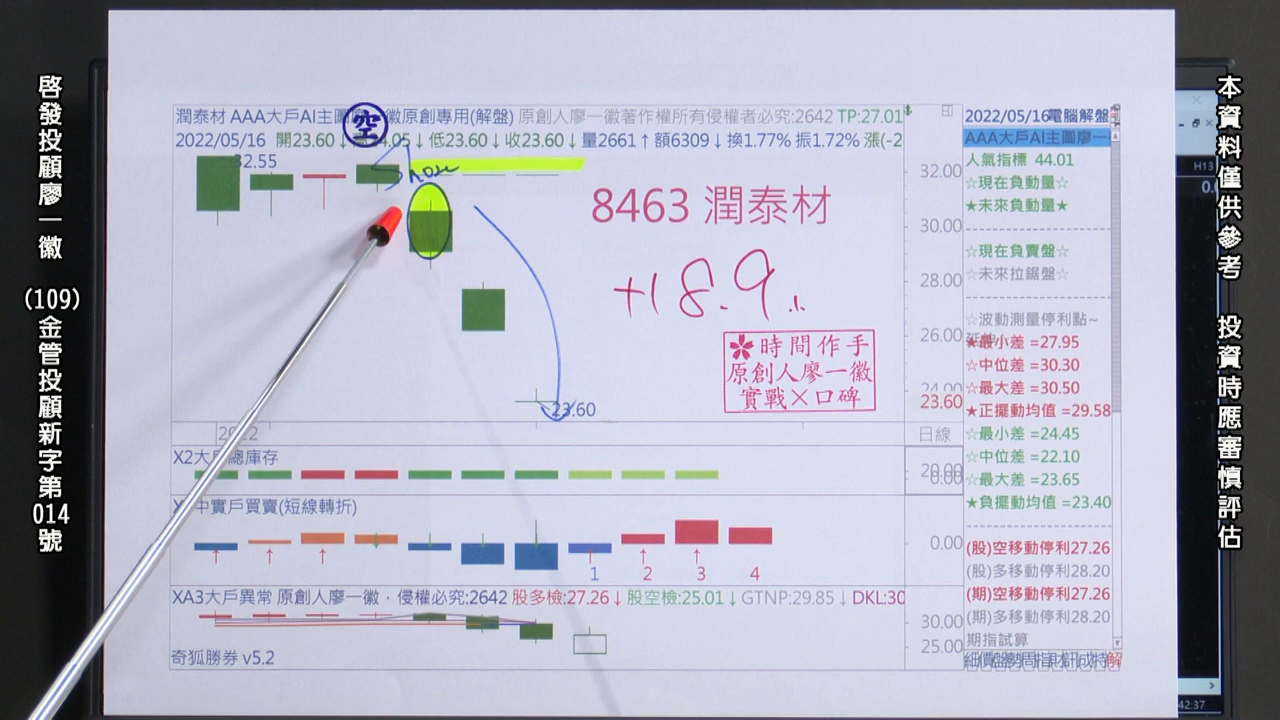 啓發投顧廖一徽 (109)金管投顧新字第014號
本資料僅供參考 投資時應審慎評估
潤泰材 AAA大戶AI主圖 徽原創專用(解盤) 原創人廖一徽著作權所有侵權者必究:2642 TP:27.01
2022/05/16 開23.60↓ 24.05↓低23.60↓收23.60↓量2661↑額6309↓換1.77% 振1.72% 漲(-2
空
32.55
8463 潤泰材
+18.9
時間作手
原創人廖一徽
實戰×口碑
23.60
32.00
30.00
28.00
26.00
24.00
23.60
日線
X2大戶總庫存
20.00
0.00
中實戶買賣(短線轉折)
0.00
1 2 3 4
XA3大戶異常 原創人廖一徽﹐侵權必究:2642 股多檢:27.26↓股空檢:25.01↓GTNP:29.85↓DKL:30
30.00
25.00
奇狐勝券 v5.2
2022/05/16電腦解盤
AAA大戶AI主圖廖一
人氣指標 44.01
☆現在負動量☆
★未來負動量★
☆現在負賣盤☆
☆未來拉鋸盤☆
☆波動測量停利點~
★最小差 =27.95
☆中位差 =30.30
☆最大差 =30.50
★正擺動均值 =29.58
☆最小差 =24.45
☆中位差 =22.10
☆最大差 =23.65
★負擺動均值 =23.40
(股)空移動停利27.26
(股)多移動停利28.20
(期)空移動停利27.26
(期)多移動停利28.20
期指試算
H13
42:37